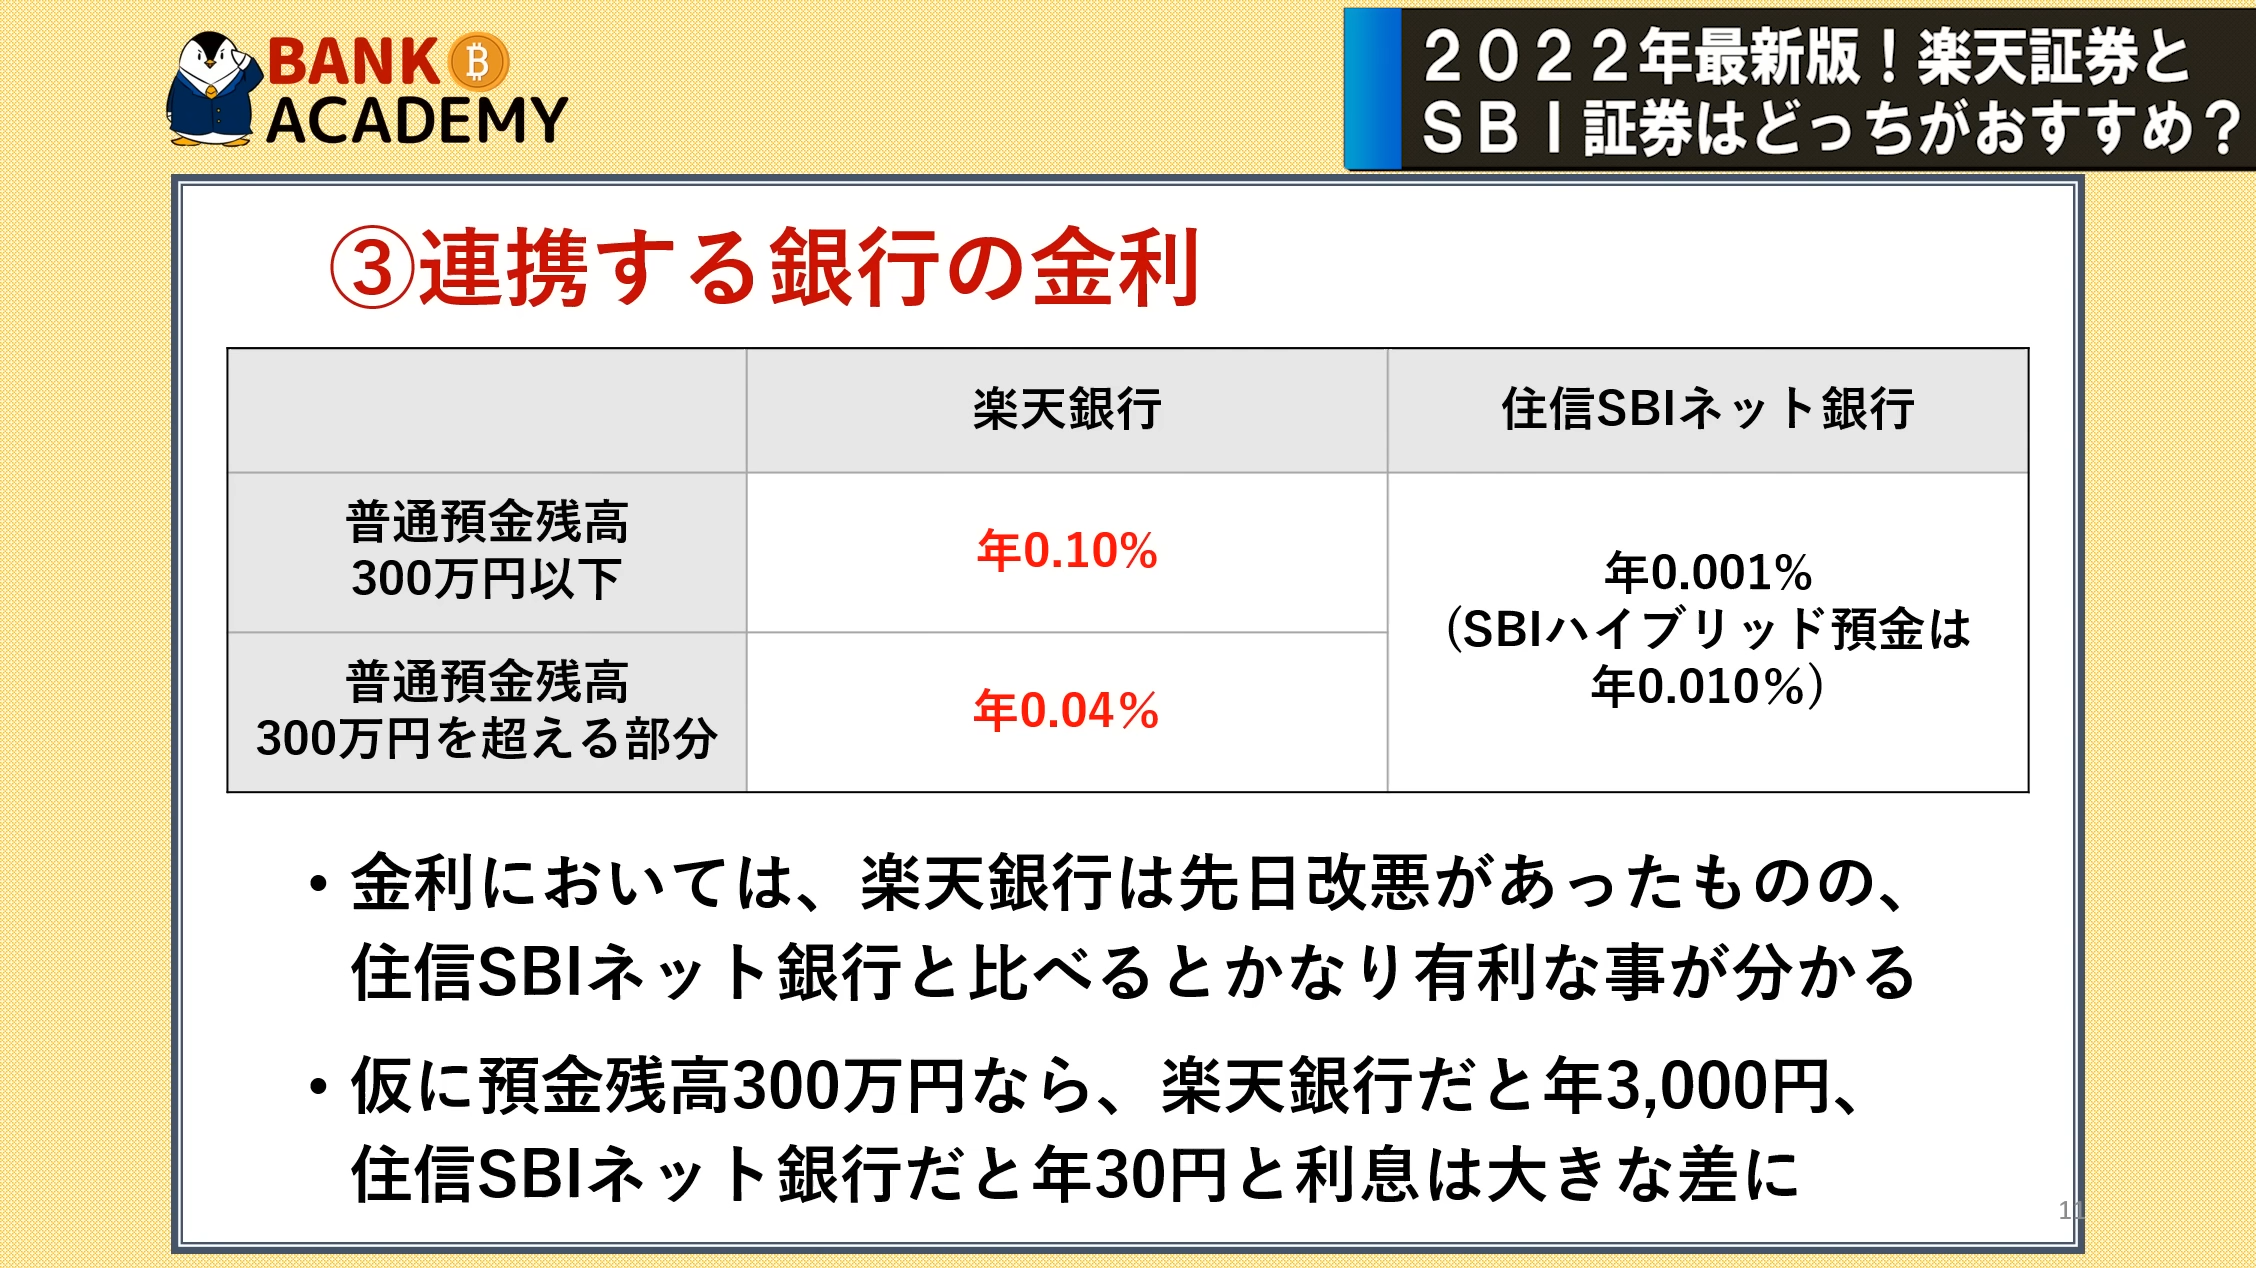 BANK
ACADEMY
２０２２年最新版！楽天証券と
ＳＢＩ証券はどっちがおすすめ？
③連携する銀行の金利
楽天銀行
住信SBIネット銀行
普通預金残高
300万円以下
年0.10%
年0.001%
（SBIハイブリッド預金は
年0.010％）
普通預金残高
300万円を超える部分
年0.04％
・金利においては、楽天銀行は先日改悪があったものの、
住信SBIネット銀行と比べるとかなり有利な事が分かる
・仮に預金残高300万円なら、楽天銀行だと年3,000円、
住信SBIネット銀行だと年30円と利息は大きな差に
11